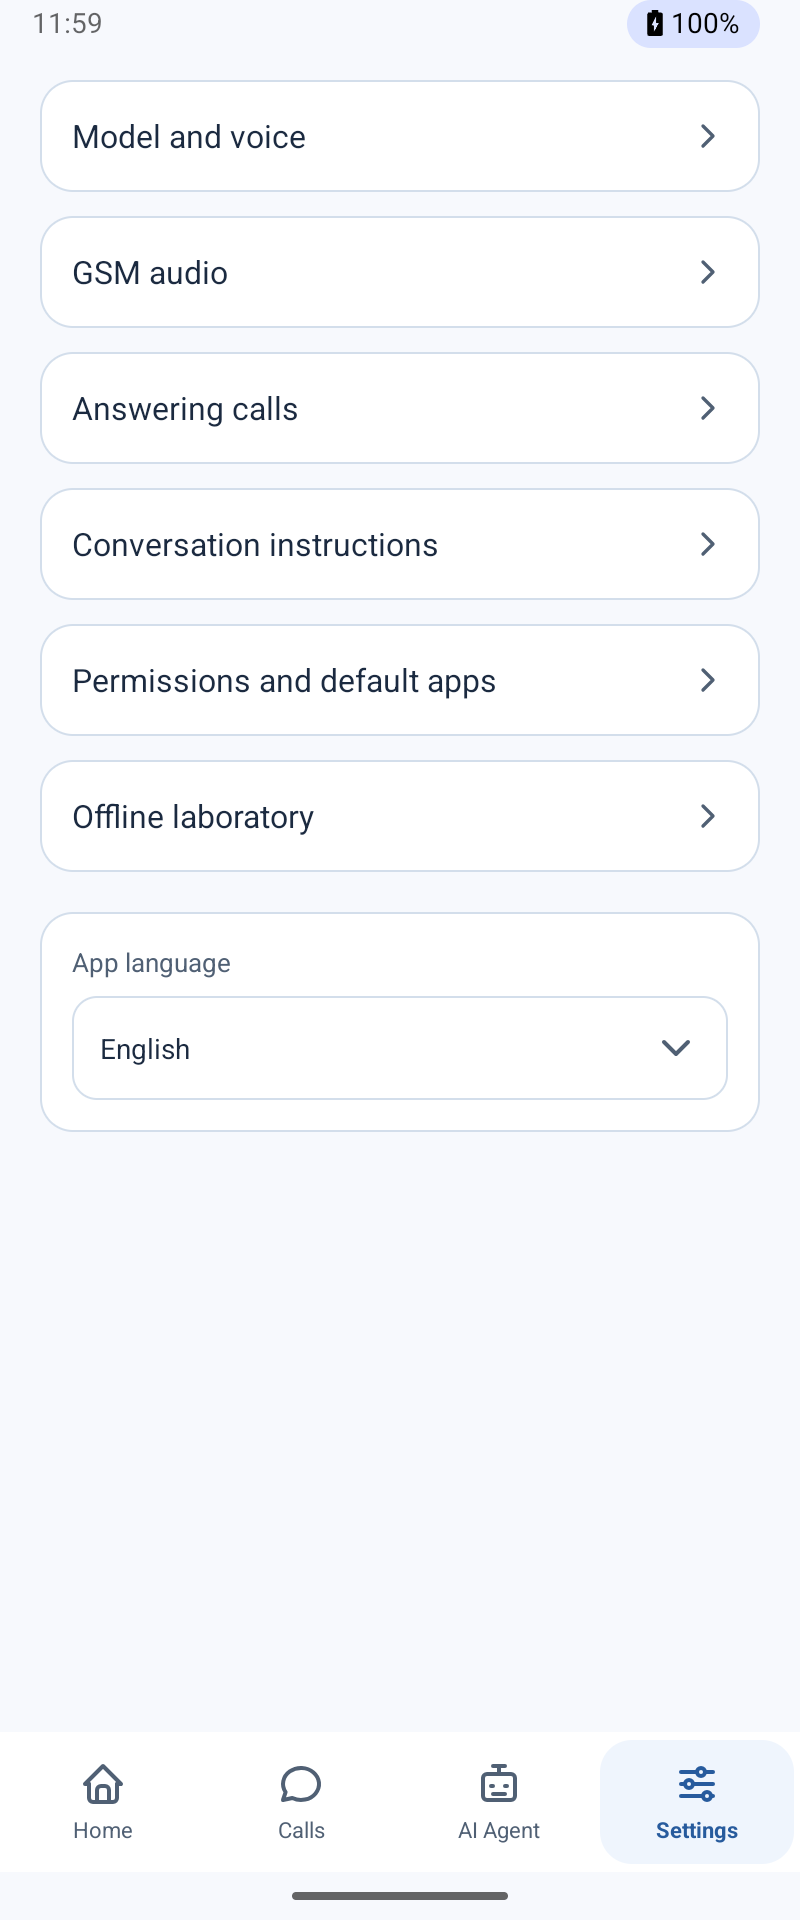 11:59
100%
Model and voice
GSM audio
Answering calls
Conversation instructions
Permissions and default apps
Offline laboratory
App language
English
Home
Calls
AI Agent
Settings